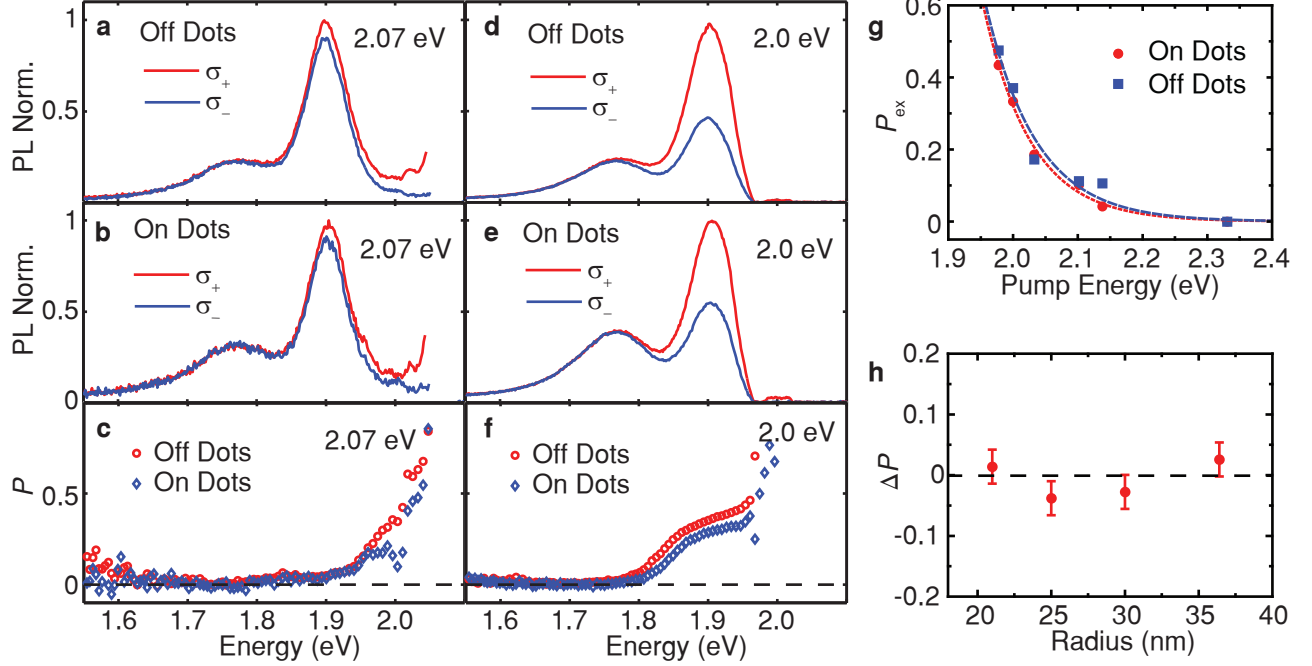 a Off Dots 2.07 eV
σ+
σ−
PL Norm.
1
0.5
b On Dots 2.07 eV
σ+
σ−
PL Norm.
1
0.5
0
c 2.07 eV
Off Dots
On Dots
P
0.5
0
1.6 1.7 1.8 1.9 2.0
Energy (eV)
d Off Dots 2.0 eV
σ+
σ−
e On Dots 2.0 eV
σ+
σ−
f 2.0 eV
Off Dots
On Dots
1.6 1.7 1.8 1.9 2.0
Energy (eV)
g
On Dots
Off Dots
Pex
0.6
0.4
0.2
0
1.9 2.0 2.1 2.2 2.3 2.4
Pump Energy (eV)
h
ΔP
0.2
0.1
0
-0.1
-0.2
20 25 30 35 40
Radius (nm)